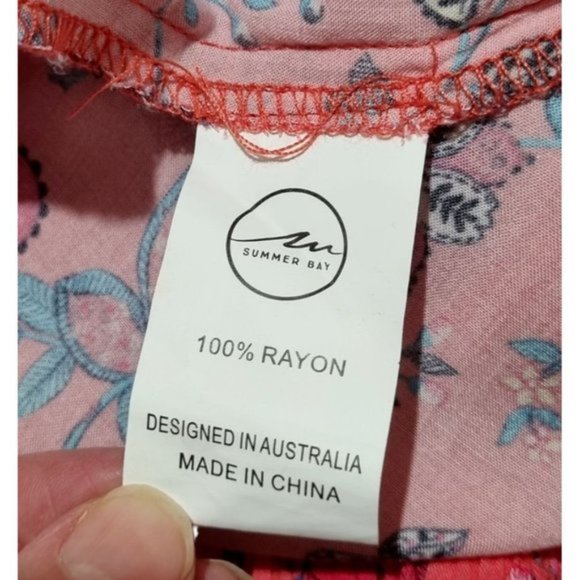 SUMMER BAY
100% RAYON
DESIGNED IN AUSTRALIA
MADE IN CHINA